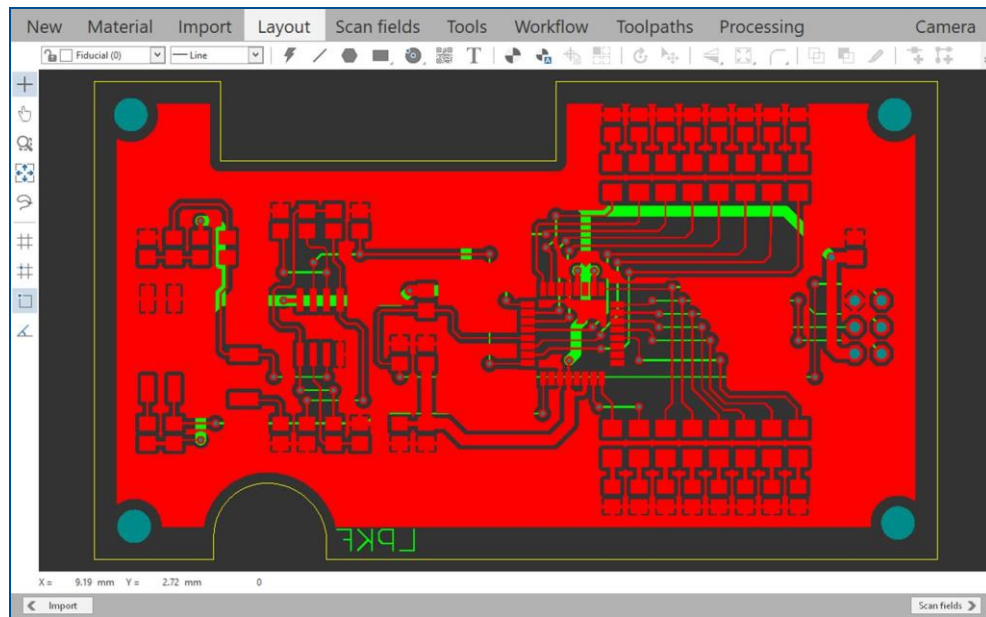 New Material Import Layout Scan fields Tools Workflow Toolpaths Processing Camera
Fiducial (0) Line T
LPKF
X = 9.19 mm Y = 2.72 mm 0
Import Scan fields